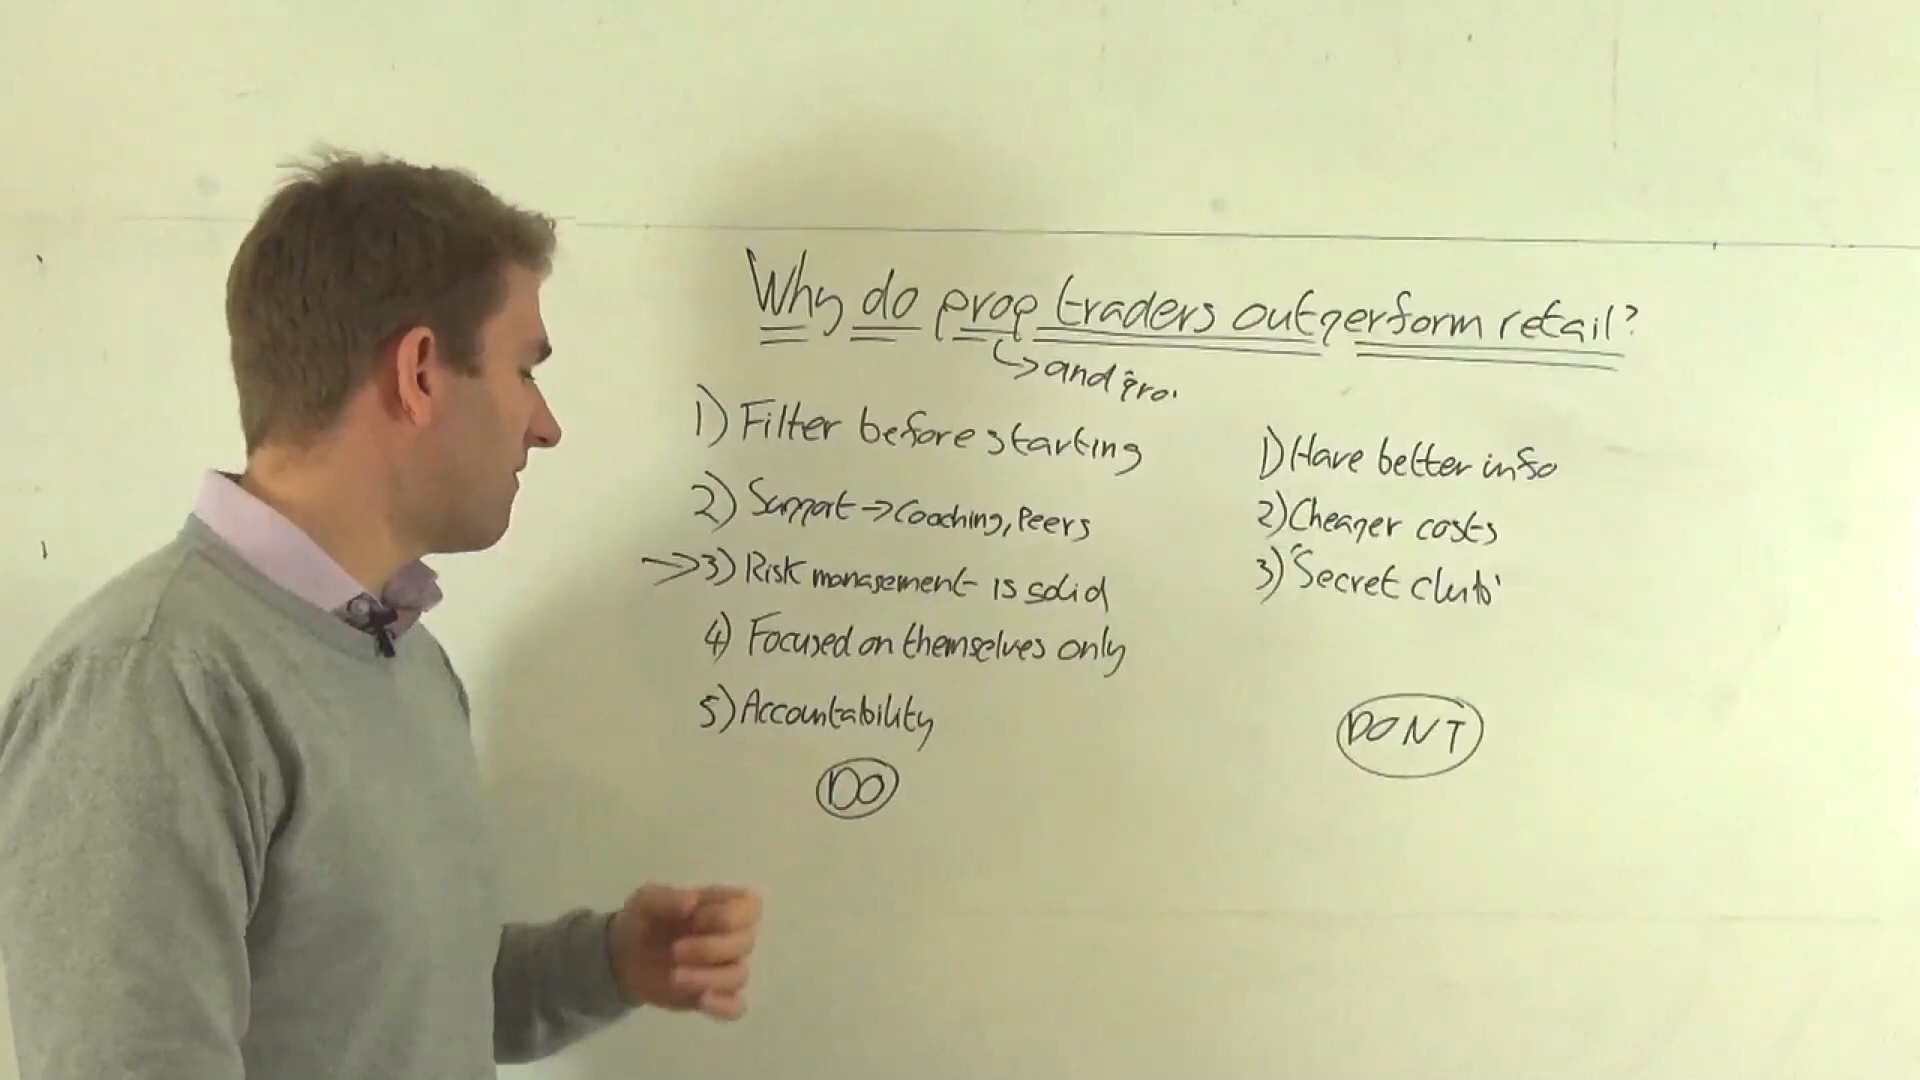 Why do prop traders outperform retail?
↳ and pro.
1) Filter before starting
2) Support → Coaching, Peers
→ 3) Risk management is solid
4) Focused on themselves only
5) Accountability
DO
1) Have better info
2) Cheaper costs
3) 'Secret club'
DONT